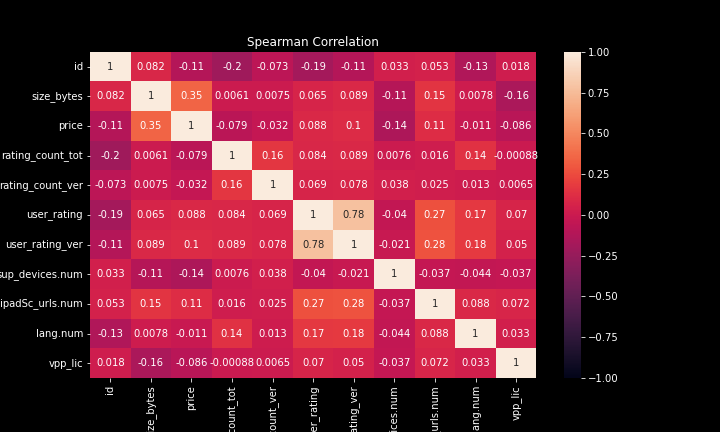 Spearman Correlation
id 1 0.082 -0.11 -0.2 -0.073 -0.19 -0.11 0.033 0.053 -0.13 0.018
size_bytes 0.082 1 0.35 0.0061 0.0075 0.065 0.089 -0.11 0.15 0.0078 -0.16
price -0.11 0.35 1 -0.079 -0.032 0.088 0.1 -0.14 0.11 -0.011 -0.086
rating_count_tot -0.2 0.0061 -0.079 1 0.16 0.084 0.089 0.0076 0.016 0.14 -0.00088
rating_count_ver -0.073 0.0075 -0.032 0.16 1 0.069 0.078 0.038 0.025 0.013 0.0065
user_rating -0.19 0.065 0.088 0.084 0.069 1 0.78 -0.04 0.27 0.17 0.07
user_rating_ver -0.11 0.089 0.1 0.089 0.078 0.78 1 -0.021 0.28 0.18 0.05
sup_devices.num 0.033 -0.11 -0.14 0.0076 0.038 -0.04 -0.021 1 -0.037 -0.044 -0.037
ipadSc_urls.num 0.053 0.15 0.11 0.016 0.025 0.27 0.28 -0.037 1 0.088 0.072
lang.num -0.13 0.0078 -0.011 0.14 0.013 0.17 0.18 -0.044 0.088 1 0.033
vpp_lic 0.018 -0.16 -0.086 -0.00088 0.0065 0.07 0.05 -0.037 0.072 0.033 1
id
ize_bytes
price
count_tot
ount_ver
er_rating
ating_ver
ices.num
_urls.num
ang.num
vpp_lic
1.00
0.75
0.50
0.25
0.00
−0.25
−0.50
−0.75
−1.00